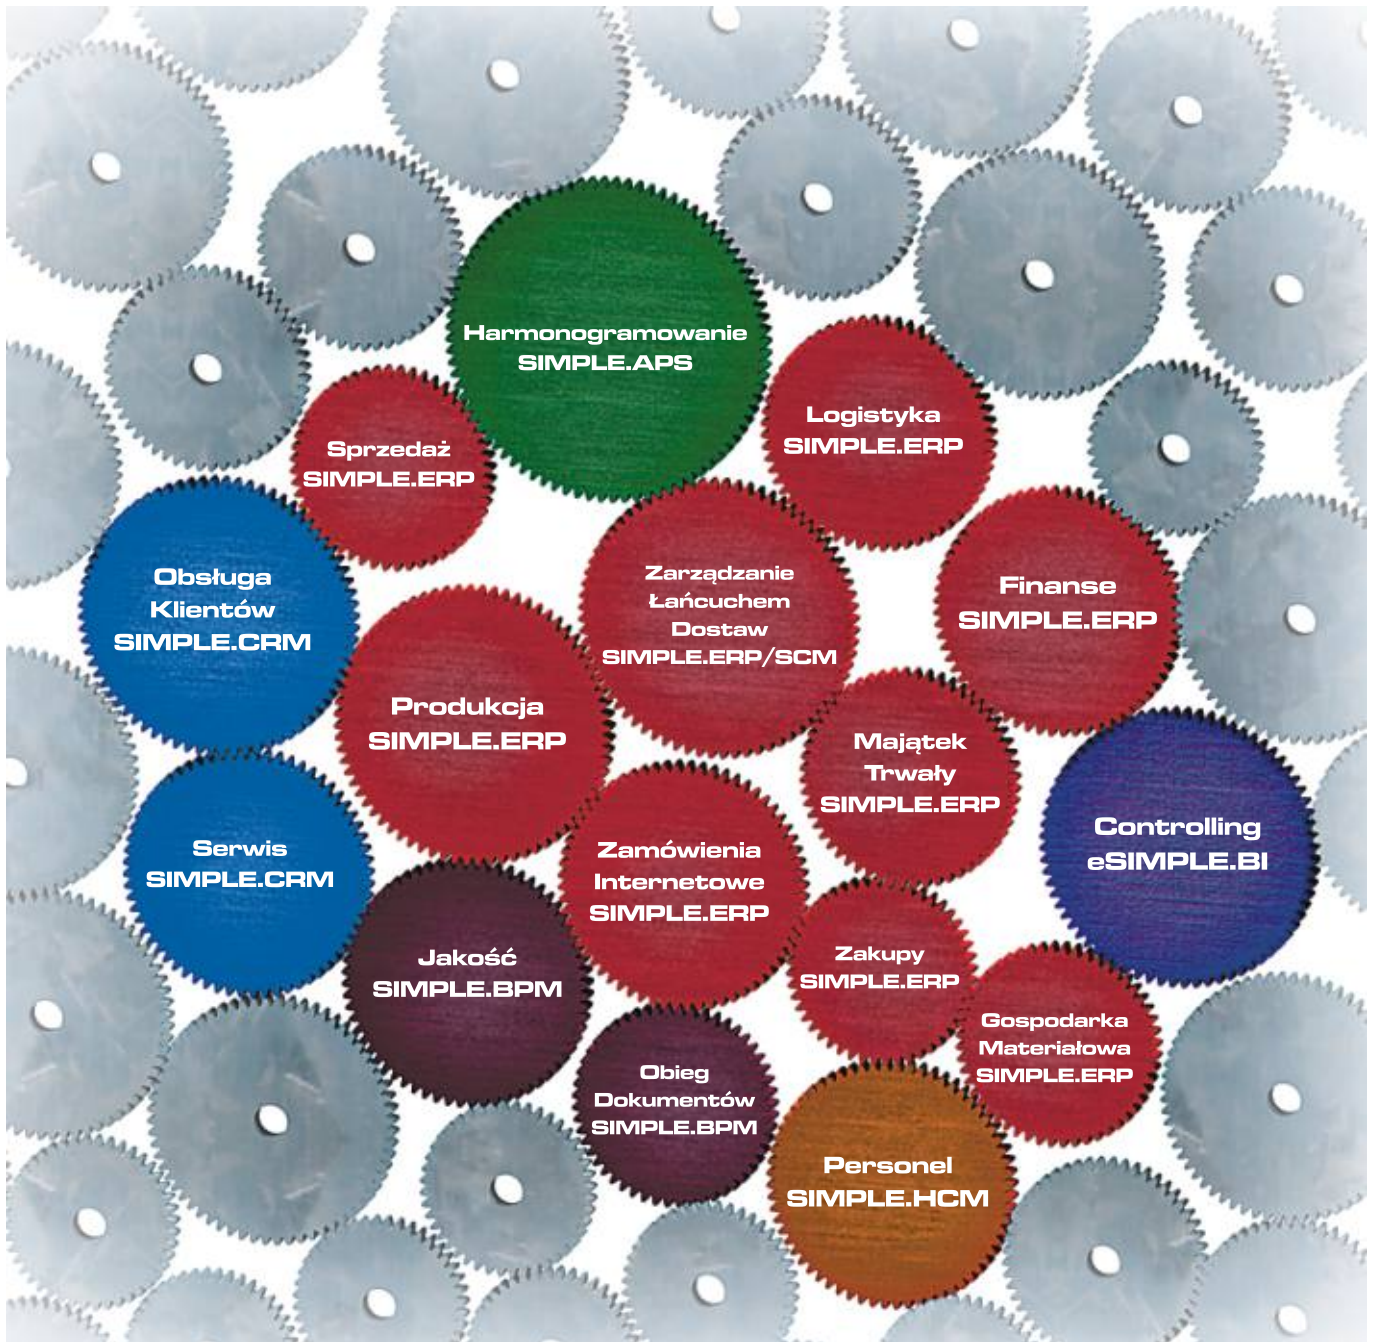 Harmonogramowanie
SIMPLE.APS
Logistyka
SIMPLE.ERP
Sprzedaż
SIMPLE.ERP
Obsługa
Klientów
SIMPLE.CRM
Zarządzanie
Łańcuchem
Dostaw
SIMPLE.ERP/SCM
Finanse
SIMPLE.ERP
Produkcja
SIMPLE.ERP
Majątek
Trwały
SIMPLE.ERP
Controlling
eSIMPLE.BI
Serwis
SIMPLE.CRM
Zamówienia
Internetowe
SIMPLE.ERP
Jakość
SIMPLE.BPM
Zakupy
SIMPLE.ERP
Gospodarka
Materiałowa
SIMPLE.ERP
Obieg
Dokumentów
SIMPLE.BPM
Personel
SIMPLE.HCM